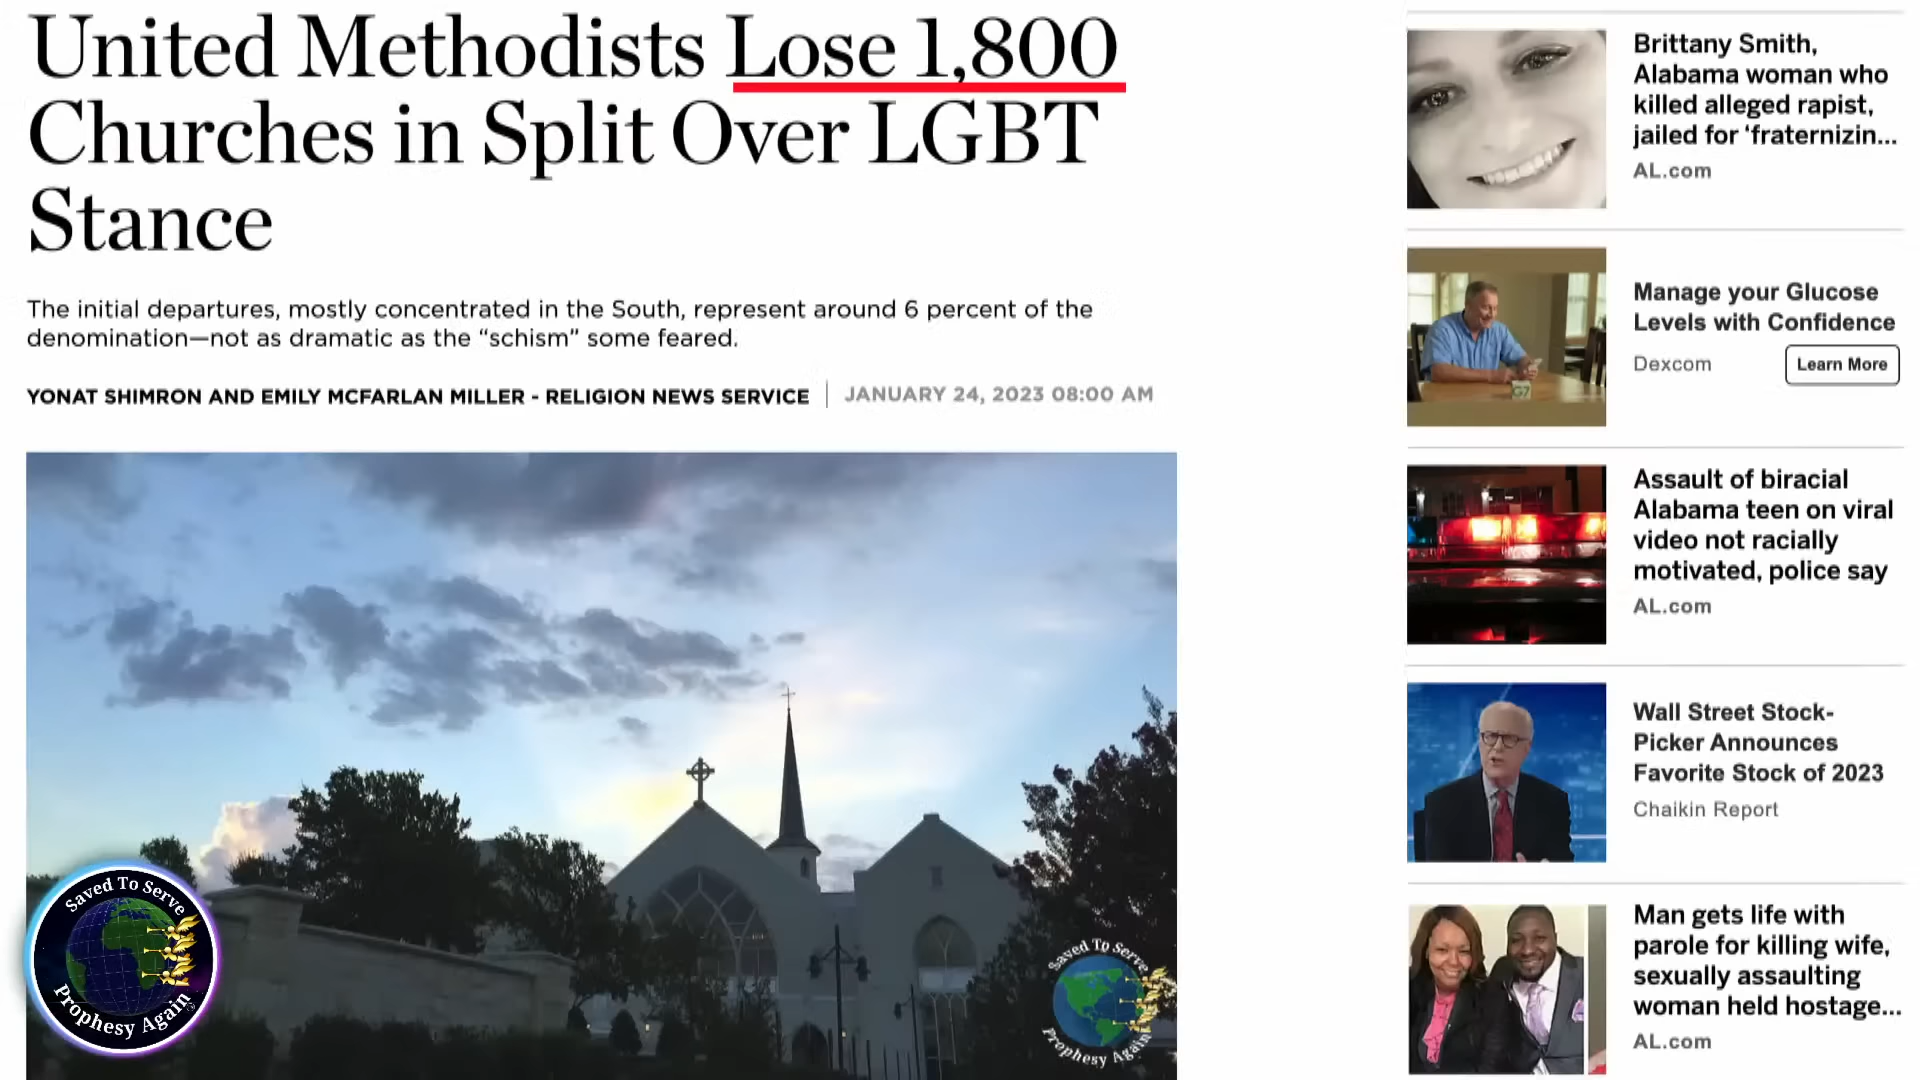 United Methodists Lose 1,800
Churches in Split Over LGBT
Stance
The initial departures, mostly concentrated in the South, represent around 6 percent of the
denomination—not as dramatic as the “schism” some feared.
YONAT SHIMRON AND EMILY MCFARLAN MILLER - RELIGION NEWS SERVICE
JANUARY 24, 2023 08:00 AM
Saved To Serve
Prophesy Again
Saved To Serve
Prophesy Again
Brittany Smith,
Alabama woman who
killed alleged rapist,
jailed for ‘fraternizin...
AL.com
Manage your Glucose
Levels with Confidence
Dexcom
Learn More
G7
Assault of biracial
Alabama teen on viral
video not racially
motivated, police say
AL.com
Wall Street Stock-
Picker Announces
Favorite Stock of 2023
Chaikin Report
Man gets life with
parole for killing wife,
sexually assaulting
woman held hostage...
AL.com